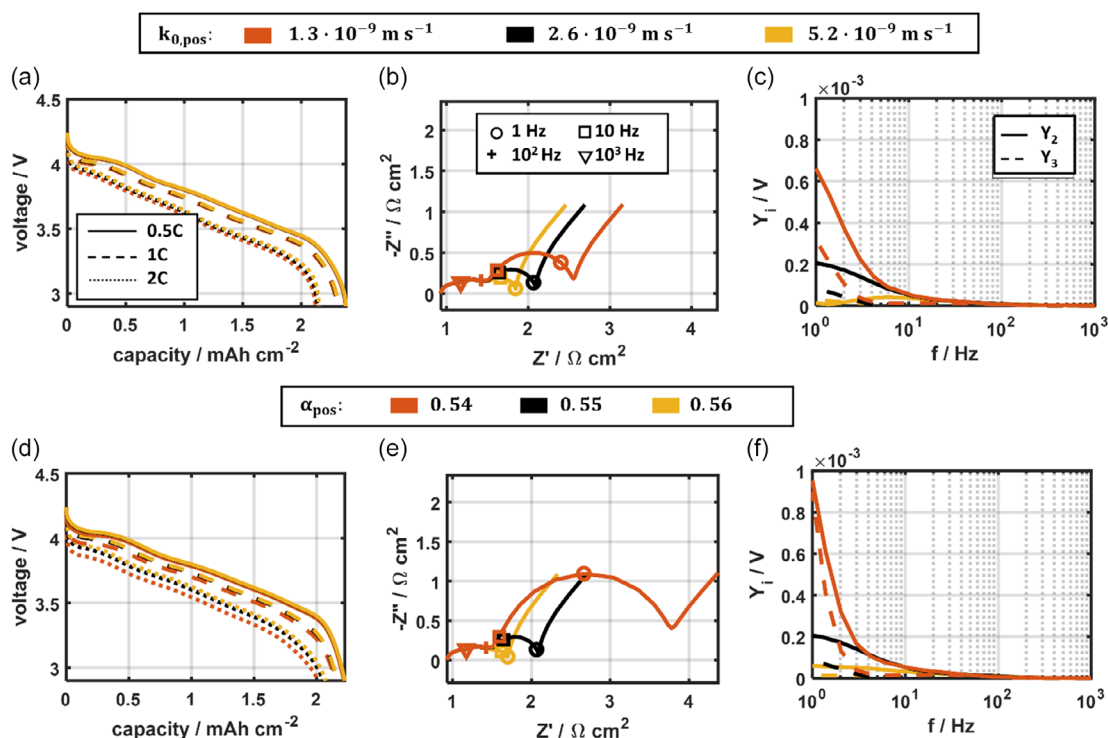 k0,pos: 1.3 · 10⁻⁹ m s⁻¹ 2.6 · 10⁻⁹ m s⁻¹ 5.2 · 10⁻⁹ m s⁻¹
(a)
4.5
4
3.5
3
voltage / V
0.5C
1C
2C
0 0.5 1 1.5 2
capacity / mAh cm⁻²
(b)
2
1.5
1
0.5
0
-Z'' / Ω cm²
1 Hz 10 Hz
10² Hz 10³ Hz
1 2 3 4
Z' / Ω cm²
(c)
×10⁻³
1
0.8
0.6
0.4
0.2
0
Yi / V
Y₂
Y₃
10⁰ 10¹ 10² 10³
f / Hz
αpos: 0.54 0.55 0.56
(d)
4.5
4
3.5
3
voltage / V
0 0.5 1 1.5 2
capacity / mAh cm⁻²
(e)
2
1.5
1
0.5
0
-Z'' / Ω cm²
1 2 3 4
Z' / Ω cm²
(f)
×10⁻³
1
0.8
0.6
0.4
0.2
0
Yi / V
10⁰ 10¹ 10² 10³
f / Hz